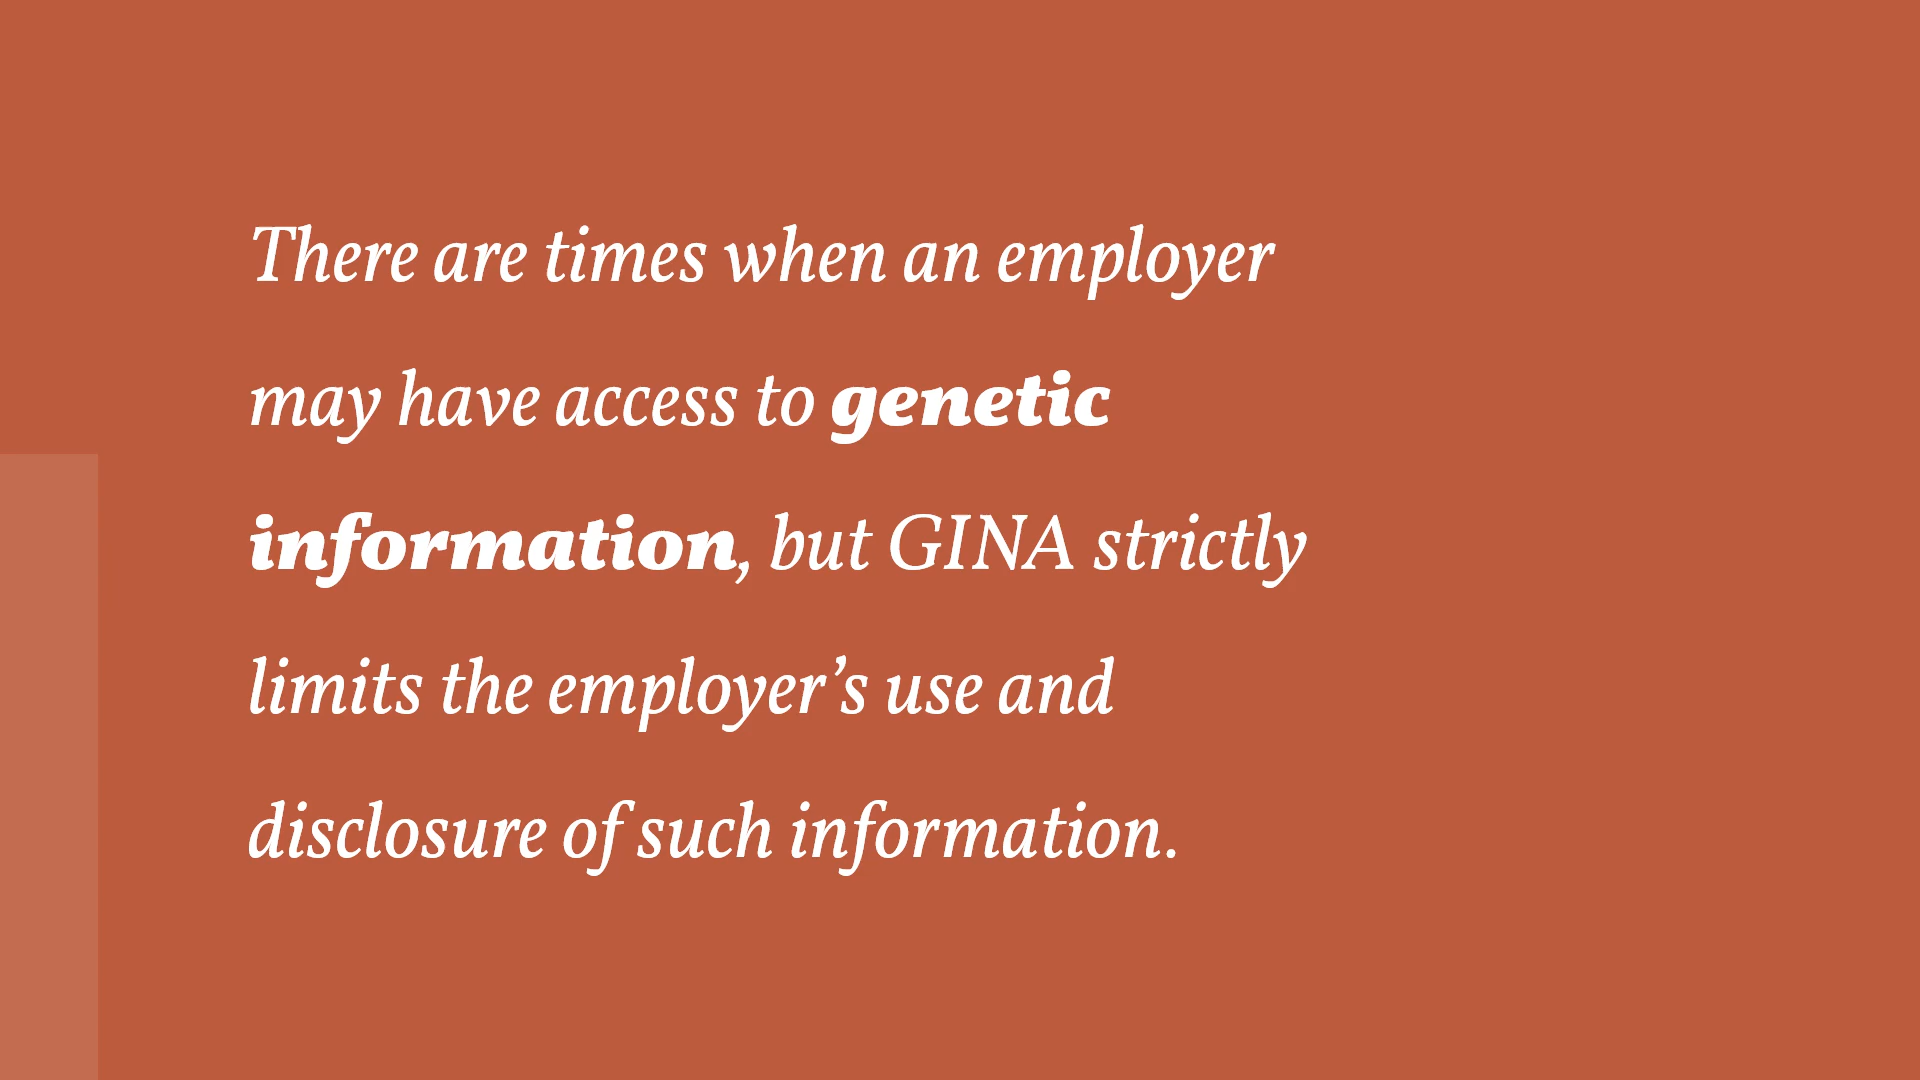 There are times when an employer
may have access to genetic
information, but GINA strictly
limits the employer’s use and
disclosure of such information.